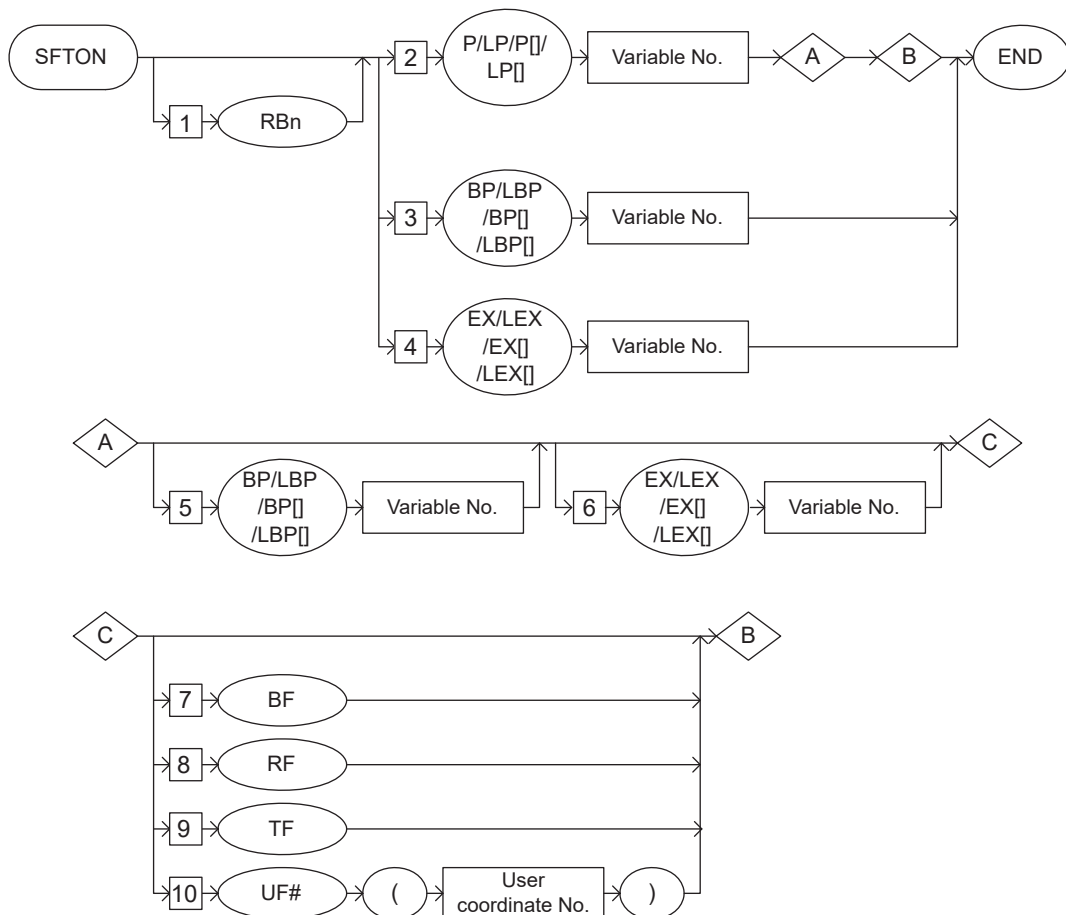 SFTON
2
P/LP/P[]/
LP[]
Variable No.
A
B
END
1
RBn
3
BP/LBP
/BP[]
/LBP[]
Variable No.
4
EX/LEX
/EX[]
/LEX[]
Variable No.
A
5
BP/LBP
/BP[]
/LBP[]
Variable No.
6
EX/LEX
/EX[]
/LEX[]
Variable No.
C
C
B
7
BF
8
RF
9
TF
10
UF#
(
User
coordinate No.
)